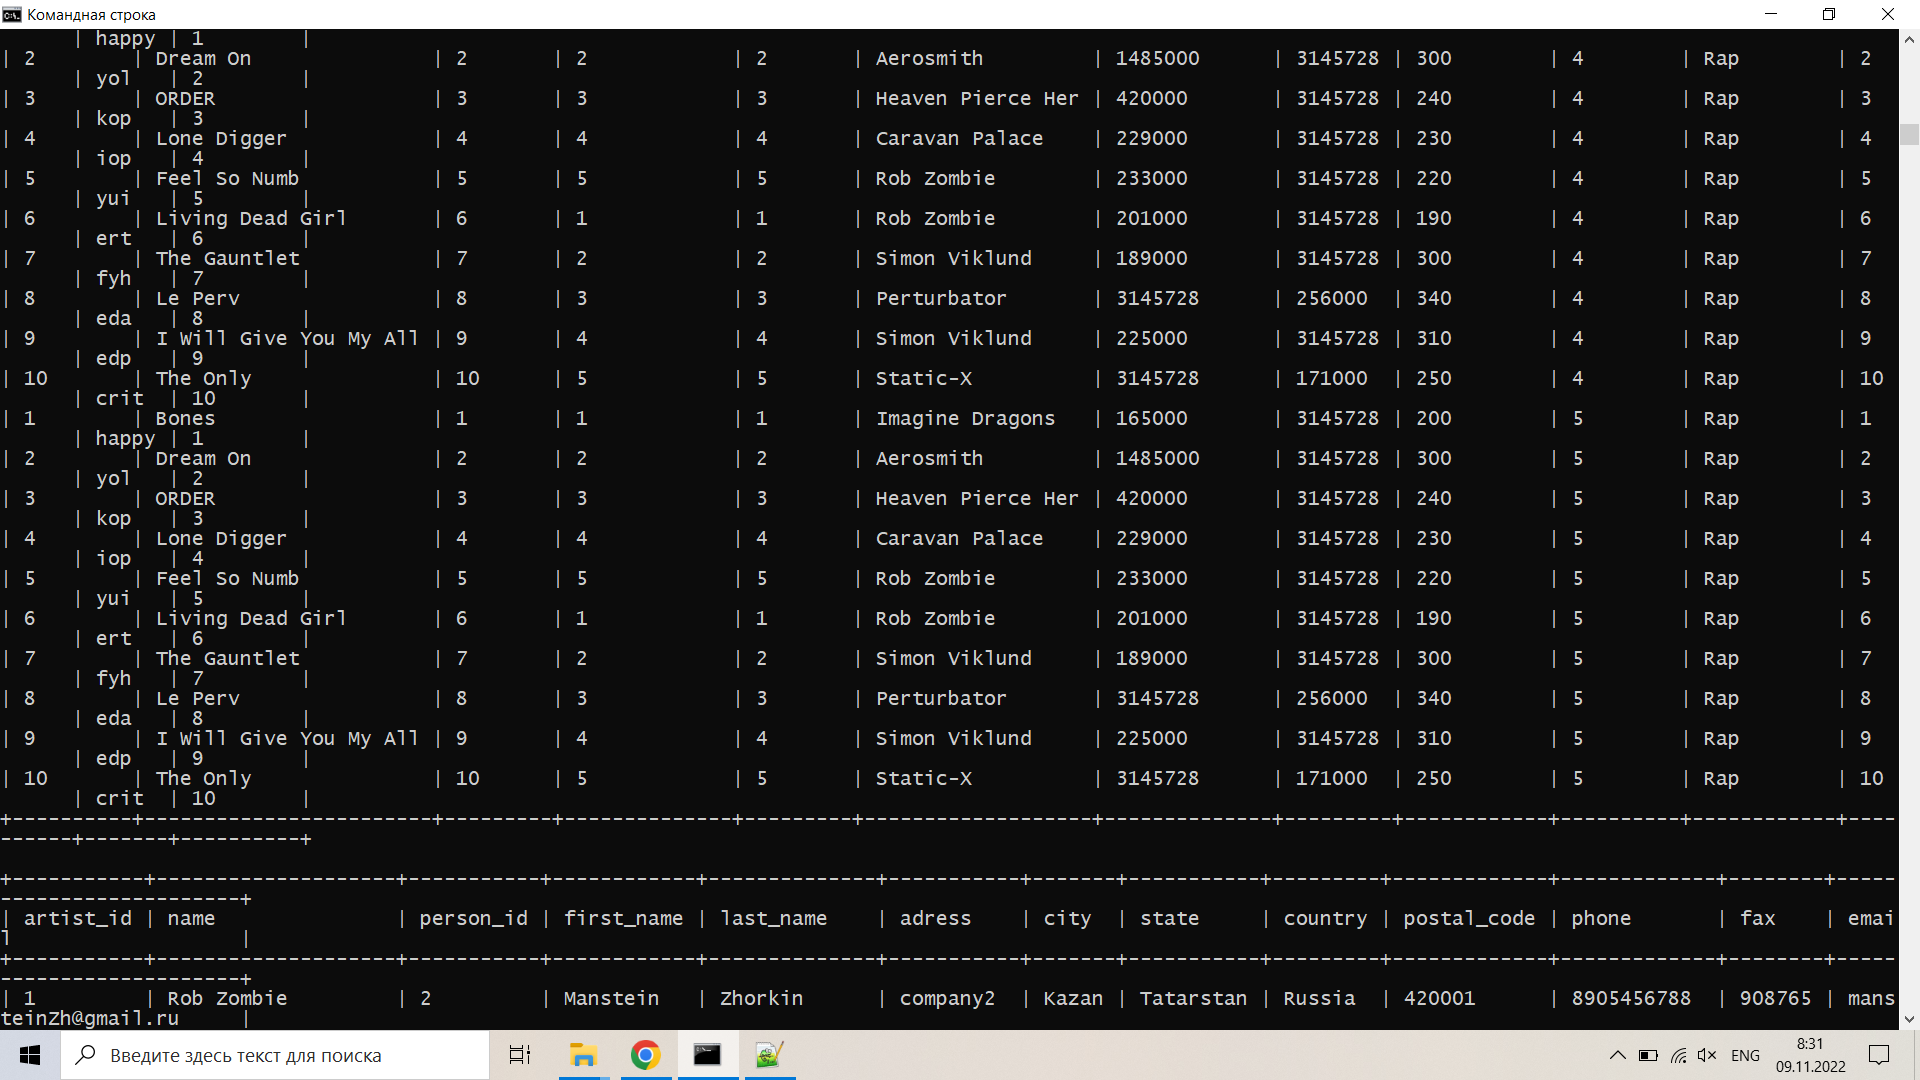 Командная строка
| happy | 1 |
| 2 | Dream On | 2 | 2 | 2 | Aerosmith | 1485000 | 3145728 | 300 | 4 | Rap | 2
| yol | 2 |
| 3 | ORDER | 3 | 3 | 3 | Heaven Pierce Her | 420000 | 3145728 | 240 | 4 | Rap | 3
| kop | 3 |
| 4 | Lone Digger | 4 | 4 | 4 | Caravan Palace | 229000 | 3145728 | 230 | 4 | Rap | 4
| iop | 4 |
| 5 | Feel So Numb | 5 | 5 | 5 | Rob Zombie | 233000 | 3145728 | 220 | 4 | Rap | 5
| yui | 5 |
| 6 | Living Dead Girl | 6 | 1 | 1 | Rob Zombie | 201000 | 3145728 | 190 | 4 | Rap | 6
| ert | 6 |
| 7 | The Gauntlet | 7 | 2 | 2 | Simon Viklund | 189000 | 3145728 | 300 | 4 | Rap | 7
| fyh | 7 |
| 8 | Le Perv | 8 | 3 | 3 | Perturbator | 3145728 | 256000 | 340 | 4 | Rap | 8
| eda | 8 |
| 9 | I Will Give You My All | 9 | 4 | 4 | Simon Viklund | 225000 | 3145728 | 310 | 4 | Rap | 9
| edp | 9 |
| 10 | The Only | 10 | 5 | 5 | Static-X | 3145728 | 171000 | 250 | 4 | Rap | 10
| crit | 10 |
| 1 | Bones | 1 | 1 | 1 | Imagine Dragons | 165000 | 3145728 | 200 | 5 | Rap | 1
| happy | 1 |
| 2 | Dream On | 2 | 2 | 2 | Aerosmith | 1485000 | 3145728 | 300 | 5 | Rap | 2
| yol | 2 |
| 3 | ORDER | 3 | 3 | 3 | Heaven Pierce Her | 420000 | 3145728 | 240 | 5 | Rap | 3
| kop | 3 |
| 4 | Lone Digger | 4 | 4 | 4 | Caravan Palace | 229000 | 3145728 | 230 | 5 | Rap | 4
| iop | 4 |
| 5 | Feel So Numb | 5 | 5 | 5 | Rob Zombie | 233000 | 3145728 | 220 | 5 | Rap | 5
| yui | 5 |
| 6 | Living Dead Girl | 6 | 1 | 1 | Rob Zombie | 201000 | 3145728 | 190 | 5 | Rap | 6
| ert | 6 |
| 7 | The Gauntlet | 7 | 2 | 2 | Simon Viklund | 189000 | 3145728 | 300 | 5 | Rap | 7
| fyh | 7 |
| 8 | Le Perv | 8 | 3 | 3 | Perturbator | 3145728 | 256000 | 340 | 5 | Rap | 8
| eda | 8 |
| 9 | I Will Give You My All | 9 | 4 | 4 | Simon Viklund | 225000 | 3145728 | 310 | 5 | Rap | 9
| edp | 9 |
| 10 | The Only | 10 | 5 | 5 | Static-X | 3145728 | 171000 | 250 | 5 | Rap | 10
| crit | 10 |
| artist_id | name | person_id | first_name | last_name | adress | city | state | country | postal_code | phone | fax | emai
l |
| 1 | Rob Zombie | 2 | Manstein | Zhorkin | company2 | Kazan | Tatarstan | Russia | 420001 | 8905456788 | 908765 | mans
teinZh@gmail.ru |
Введите здесь текст для поиска
ENG
8:31
09.11.2022